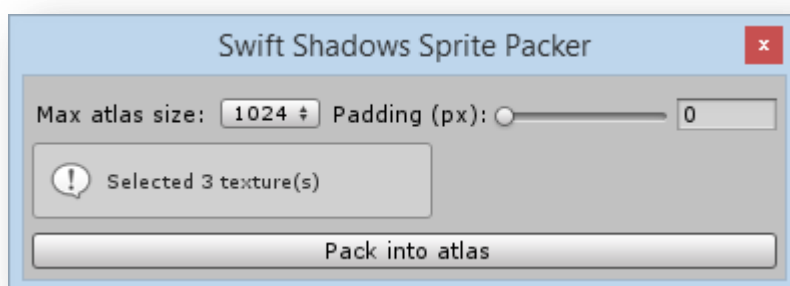 Swift Shadows Sprite Packer
x
Max atlas size: 1024 Padding (px): 0
Selected 3 texture(s)
Pack into atlas